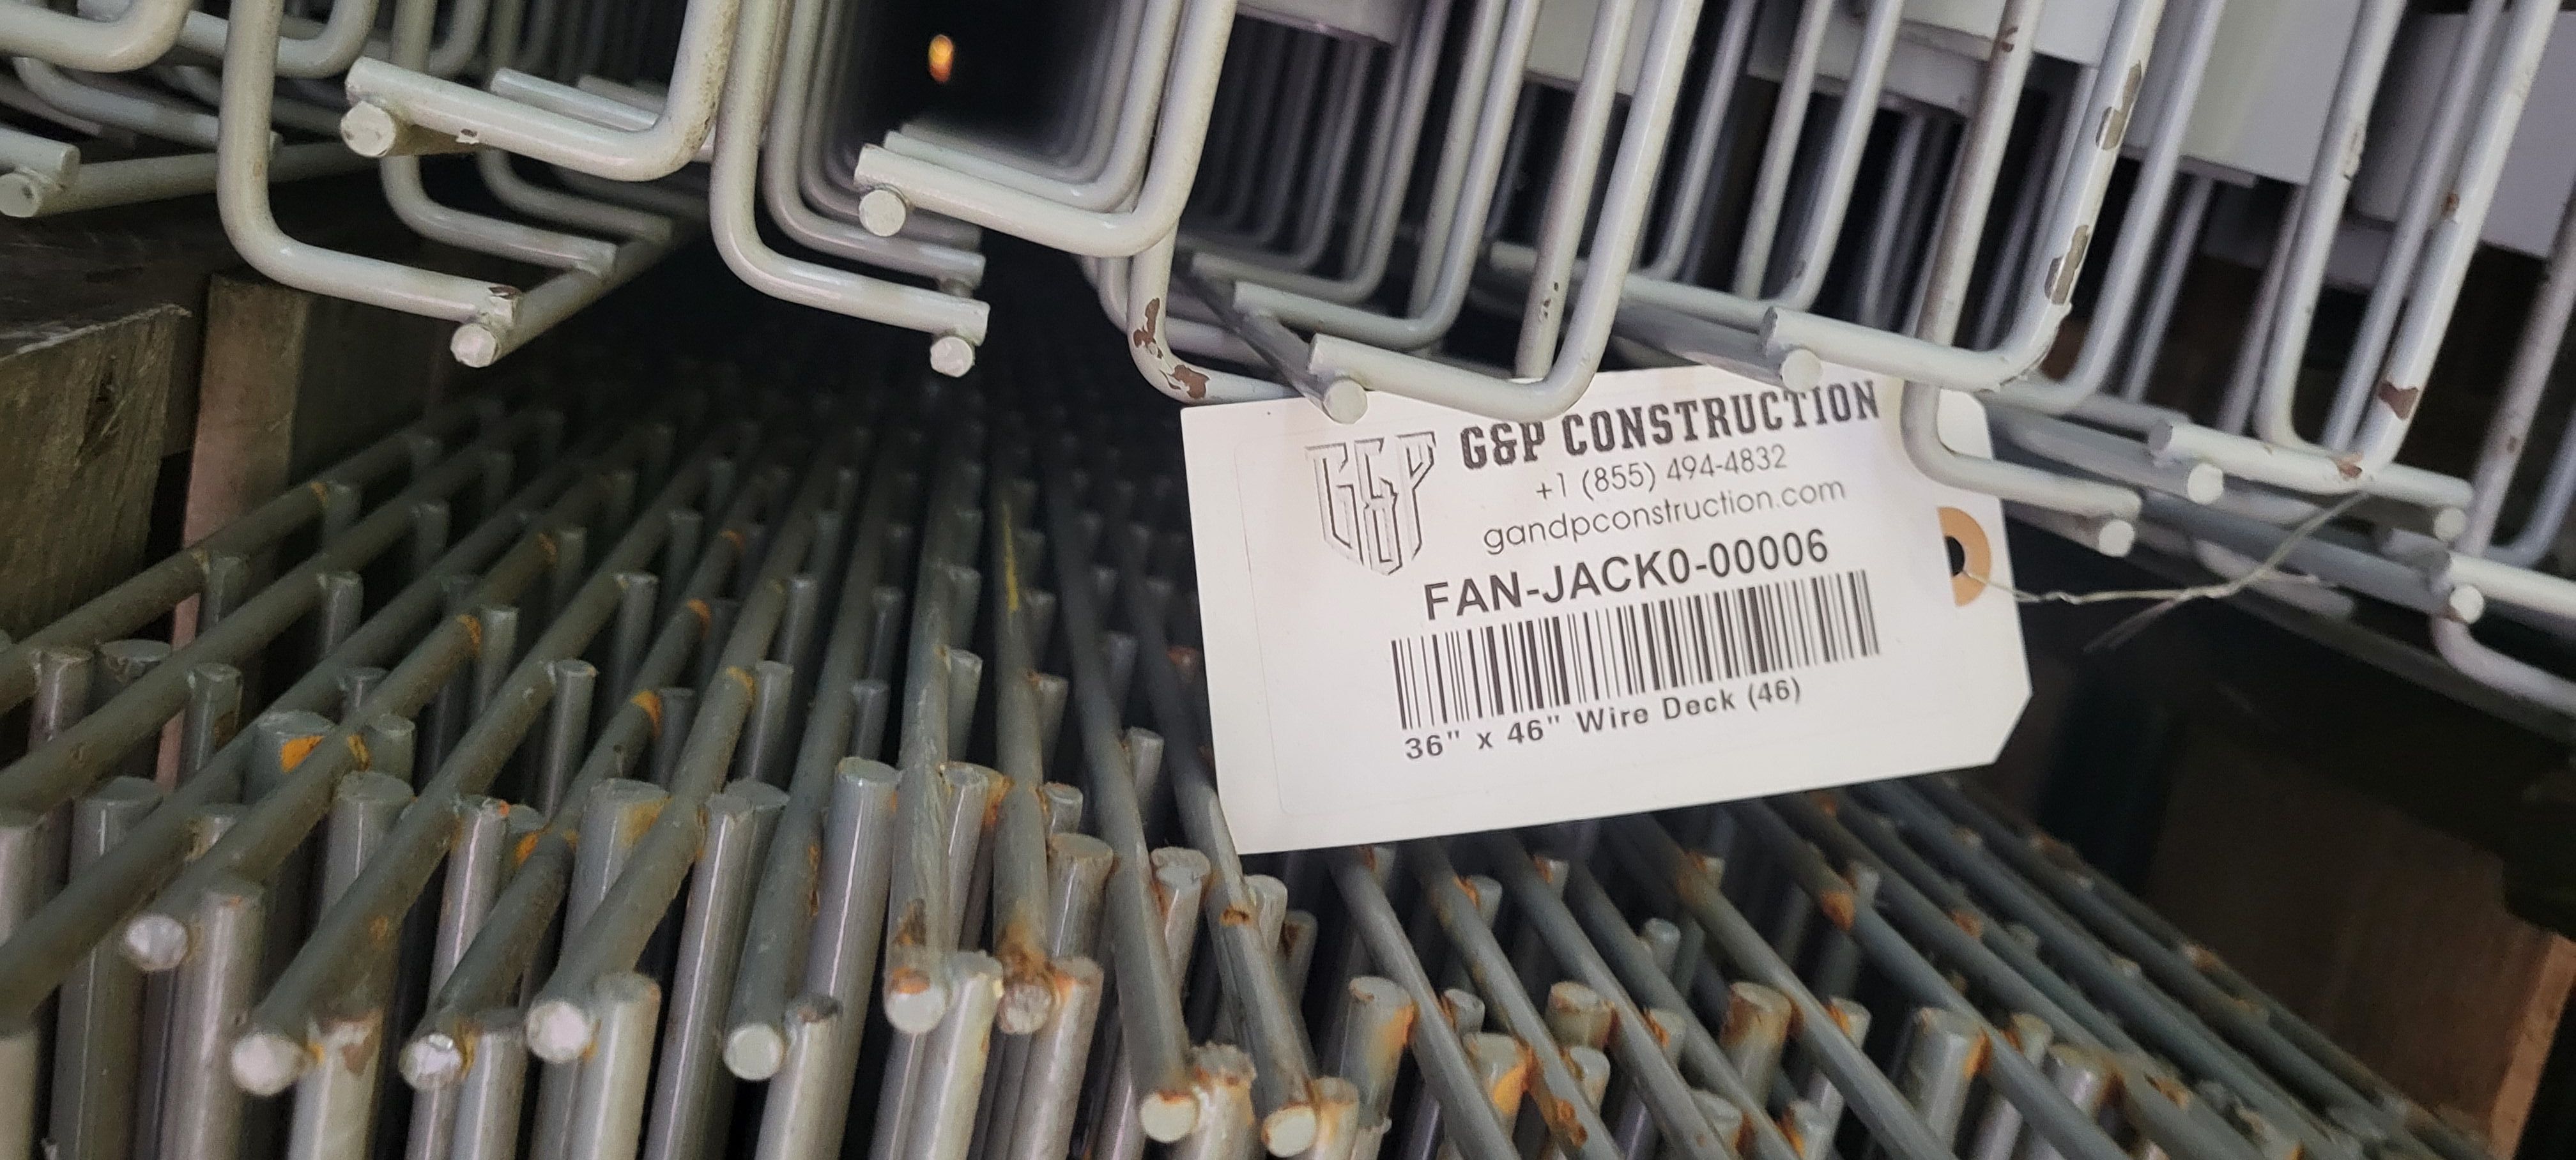 G&P
G&P CONSTRUCTION
+1 (855) 494-4832
gandpconstruction.com
FAN-JACK0-00006
36" x 46" Wire Deck (46)